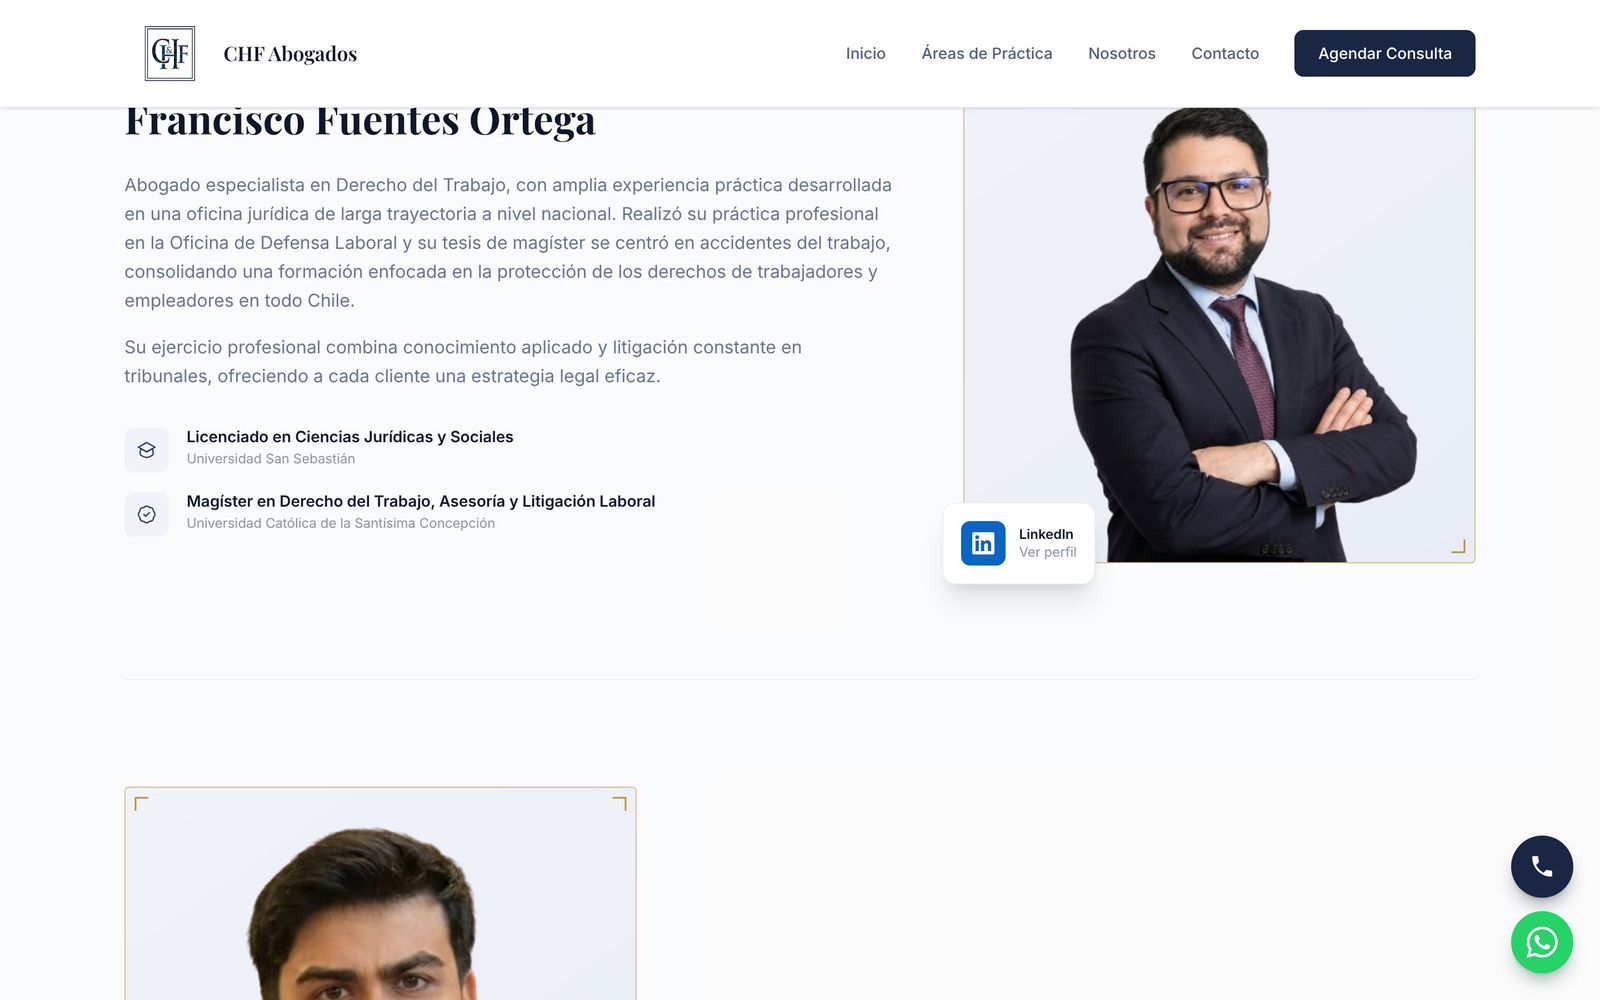 CHF
CHF Abogados
Inicio
Áreas de Práctica
Nosotros
Contacto
Agendar Consulta
Francisco Fuentes Ortega
Abogado especialista en Derecho del Trabajo, con amplia experiencia práctica desarrollada
en una oficina jurídica de larga trayectoria a nivel nacional. Realizó su práctica profesional
en la Oficina de Defensa Laboral y su tesis de magíster se centró en accidentes del trabajo,
consolidando una formación enfocada en la protección de los derechos de trabajadores y
empleadores en todo Chile.
Su ejercicio profesional combina conocimiento aplicado y litigación constante en
tribunales, ofreciendo a cada cliente una estrategia legal eficaz.
Licenciado en Ciencias Jurídicas y Sociales
Universidad San Sebastián
Magíster en Derecho del Trabajo, Asesoría y Litigación Laboral
Universidad Católica de la Santísima Concepción
in
LinkedIn
Ver perfil